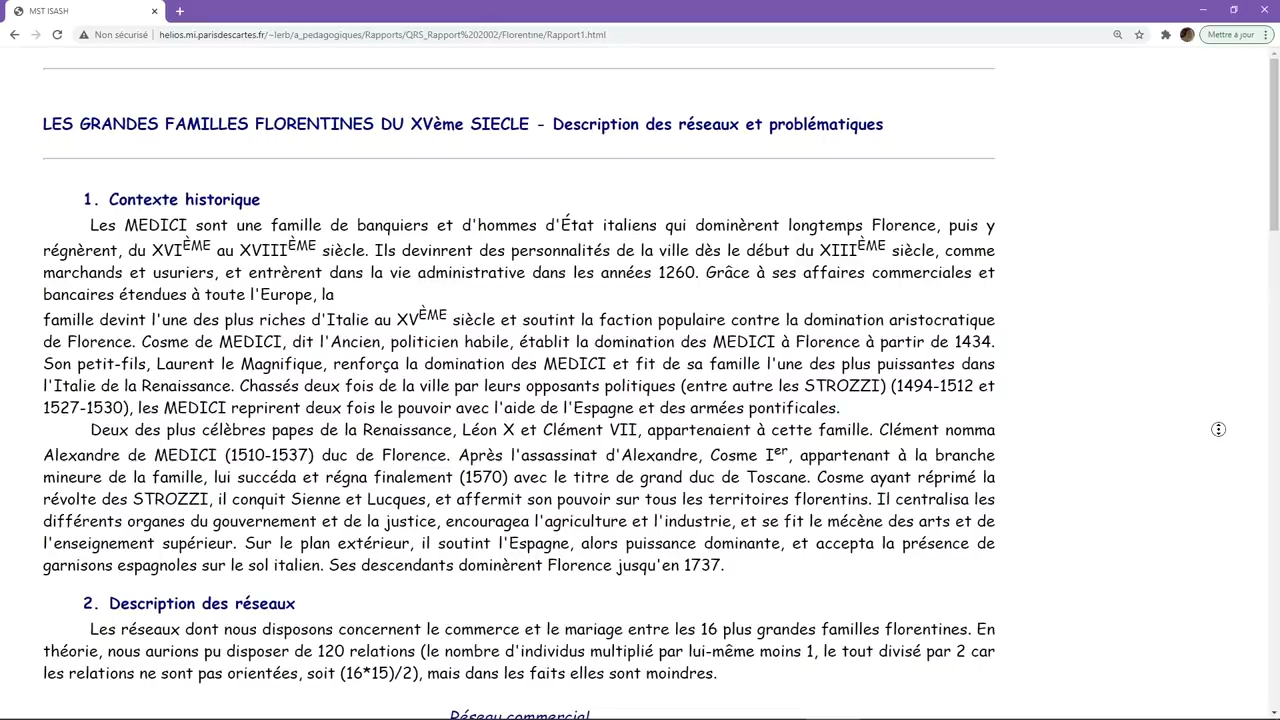 MST ISASH
Non sécurisé
helios.mi.parisdescartes.fr/~lerb/a_pedagogiques/Rapports/QRS_Rapport%202002/Florentine/Rapport1.html
Mettre à jour
LES GRANDES FAMILLES FLORENTINES DU XVème SIECLE - Description des réseaux et problématiques
1. Contexte historique
Les MEDICI sont une famille de banquiers et d'hommes d'État italiens qui dominèrent longtemps Florence, puis y
régnèrent, du XVIÈME au XVIIIÈME siècle. Ils devinrent des personnalités de la ville dès le début du XIIIÈME siècle, comme
marchands et usuriers, et entrèrent dans la vie administrative dans les années 1260. Grâce à ses affaires commerciales et
bancaires étendues à toute l'Europe, la
famille devint l'une des plus riches d'Italie au XVÈME siècle et soutint la faction populaire contre la domination aristocratique
de Florence. Cosme de MEDICI, dit l'Ancien, politicien habile, établit la domination des MEDICI à Florence à partir de 1434.
Son petit-fils, Laurent le Magnifique, renforça la domination des MEDICI et fit de sa famille l'une des plus puissantes dans
l'Italie de la Renaissance. Chassés deux fois de la ville par leurs opposants politiques (entre autre les STROZZI) (1494-1512 et
1527-1530), les MEDICI reprirent deux fois le pouvoir avec l'aide de l'Espagne et des armées pontificales.
Deux des plus célèbres papes de la Renaissance, Léon X et Clément VII, appartenaient à cette famille. Clément nomma
Alexandre de MEDICI (1510-1537) duc de Florence. Après l'assassinat d'Alexandre, Cosme Ier, appartenant à la branche
mineure de la famille, lui succéda et régna finalement (1570) avec le titre de grand duc de Toscane. Cosme ayant réprimé la
révolte des STROZZI, il conquit Sienne et Lucques, et affermit son pouvoir sur tous les territoires florentins. Il centralisa les
différents organes du gouvernement et de la justice, encouragea l'agriculture et l'industrie, et se fit le mécène des arts et de
l'enseignement supérieur. Sur le plan extérieur, il soutint l'Espagne, alors puissance dominante, et accepta la présence de
garnisons espagnoles sur le sol italien. Ses descendants dominèrent Florence jusqu'en 1737.
2. Description des réseaux
Les réseaux dont nous disposons concernent le commerce et le mariage entre les 16 plus grandes familles florentines. En
théorie, nous aurions pu disposer de 120 relations (le nombre d'individus multiplié par lui-même moins 1, le tout divisé par 2 car
les relations ne sont pas orientées, soit (16*15)/2), mais dans les faits elles sont moindres.
Réseau commercial